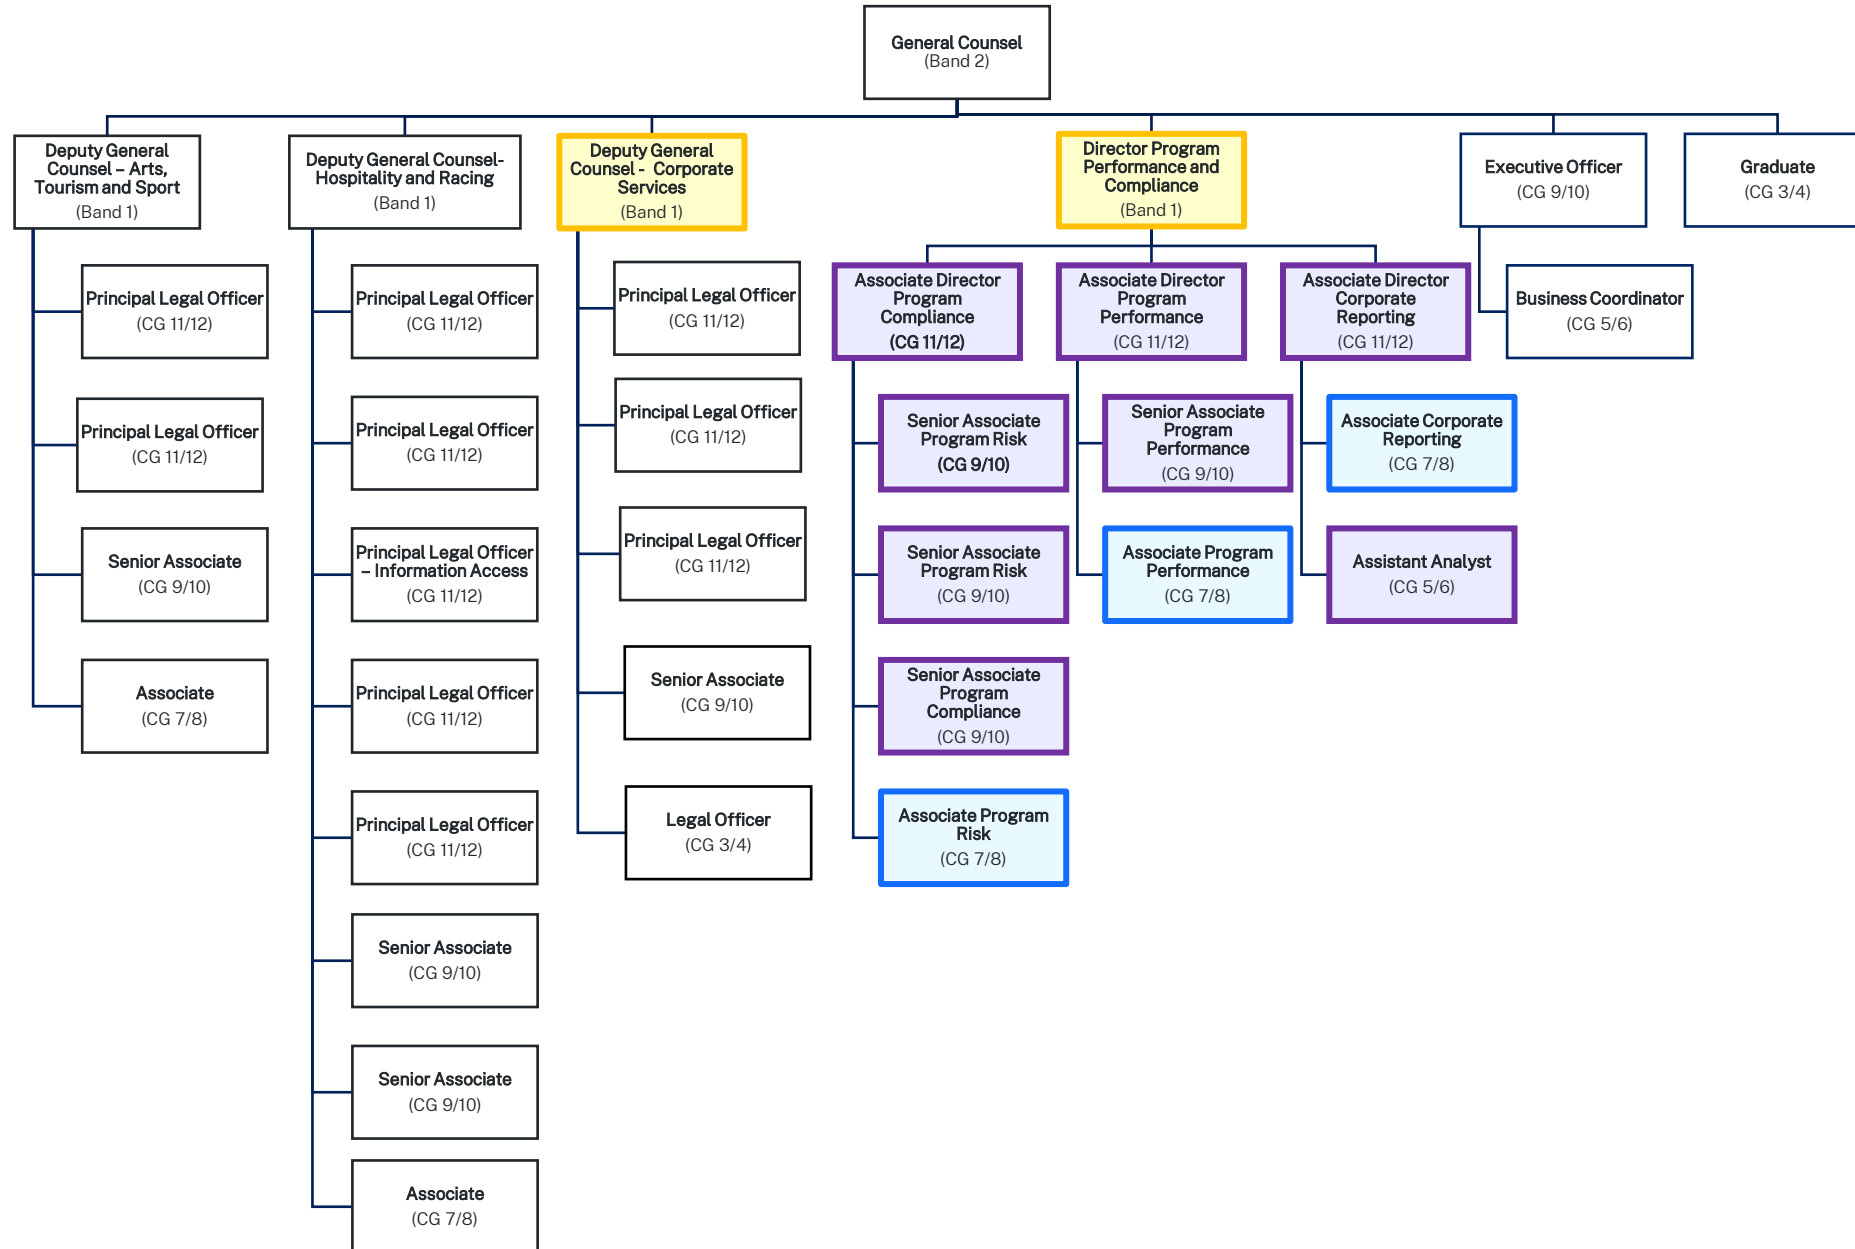 General Counsel
(Band 2)
Deputy General
Counsel – Arts,
Tourism and Sport
(Band 1)
Deputy General Counsel-
Hospitality and Racing
(Band 1)
Deputy General
Counsel - Corporate
Services
(Band 1)
Director Program
Performance and
Compliance
(Band 1)
Executive Officer
(CG 9/10)
Graduate
(CG 3/4)
Principal Legal Officer
(CG 11/12)
Principal Legal Officer
(CG 11/12)
Senior Associate
(CG 9/10)
Associate
(CG 7/8)
Principal Legal Officer
(CG 11/12)
Principal Legal Officer
(CG 11/12)
Principal Legal Officer
– Information Access
(CG 11/12)
Principal Legal Officer
(CG 11/12)
Principal Legal Officer
(CG 11/12)
Senior Associate
(CG 9/10)
Senior Associate
(CG 9/10)
Associate
(CG 7/8)
Principal Legal Officer
(CG 11/12)
Principal Legal Officer
(CG 11/12)
Principal Legal Officer
(CG 11/12)
Senior Associate
(CG 9/10)
Legal Officer
(CG 3/4)
Associate Director
Program
Compliance
(CG 11/12)
Senior Associate
Program Risk
(CG 9/10)
Senior Associate
Program Risk
(CG 9/10)
Senior Associate
Program
Compliance
(CG 9/10)
Associate Program
Risk
(CG 7/8)
Associate Director
Program
Performance
(CG 11/12)
Senior Associate
Program
Performance
(CG 9/10)
Associate Program
Performance
(CG 7/8)
Associate Director
Corporate
Reporting
(CG 11/12)
Associate Corporate
Reporting
(CG 7/8)
Assistant Analyst
(CG 5/6)
Business Coordinator
(CG 5/6)